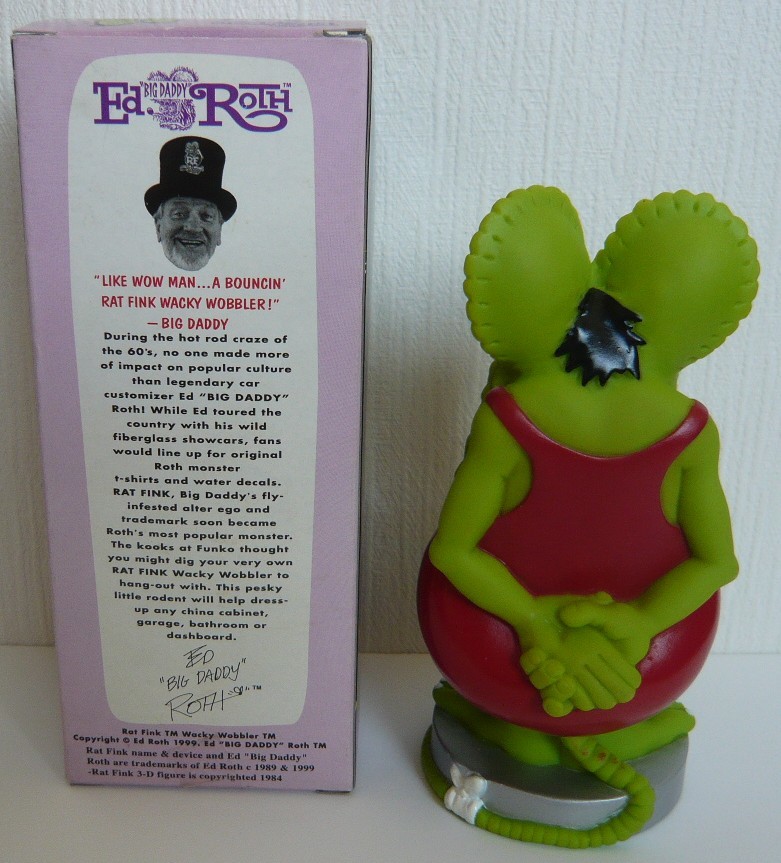 Ed "BIG DADDY" ROTH™
RF
"LIKE WOW MAN...A BOUNCIN'
RAT FINK WACKY WOBBLER!"
— BIG DADDY
During the hot rod craze of
the 60's, no one made more
of impact on popular culture
than legendary car
customizer Ed "BIG DADDY"
Roth! While Ed toured the
country with his wild
fiberglass showcars, fans
would line up for original
Roth monster
t-shirts and water decals.
RAT FINK, Big Daddy's fly-
infested alter ego and
trademark soon became
Roth's most popular monster.
The kooks at Funko thought
you might dig your very own
RAT FINK Wacky Wobbler to
hang-out with. This pesky
little rodent will help dress-
up any china cabinet,
garage, bathroom or
dashboard.
ED
"BIG DADDY"
ROTH ™
Rat Fink TM Wacky Wobbler TM
Copyright © Ed Roth 1999. Ed "BIG DADDY" Roth TM
Rat Fink name & device and Ed "Big Daddy"
Roth are trademarks of Ed Roth c 1989 & 1999
-Rat Fink 3-D figure is copyrighted 1984